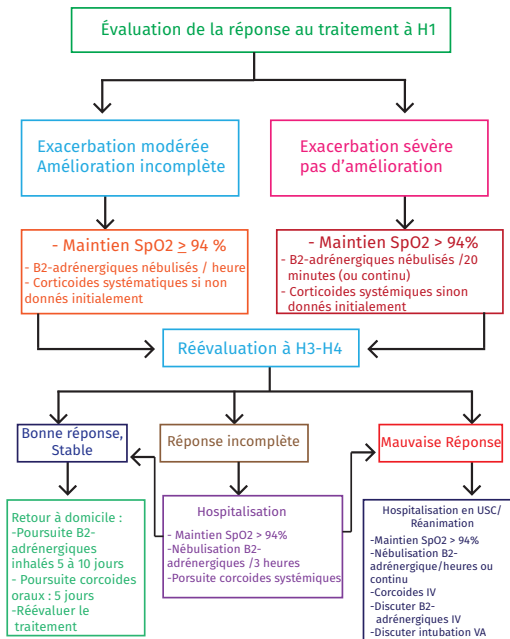 Évaluation de la réponse au traitement à H1
Exacerbation modérée
Amélioration incomplète
Exacerbation sévère
pas d'amélioration
- Maintien SpO2 ≥ 94 %
- B2-adrénergiques nébulisés / heure
- Corticoides systématiques si non
donnés initialement
- Maintien SpO2 > 94%
- B2-adrénergiques nébulisés /20
minutes (ou continu)
- Corticoides systémiques sinon
donnés initialement
Réévaluation à H3-H4
Bonne réponse,
Stable
Réponse incomplète
Mauvaise Réponse
Retour à domicile :
-Poursuite B2-
adrénergiques
inhalés 5 à 10 jours
- Poursuite corcoides
oraux : 5 jours
-Réévaluer le
traitement
Hospitalisation
- Maintien SpO2 > 94%
-Nébulisation B2-
adrénergiques /3 heures
-Porsuite corcoides systémiques
Hospitalisation en USC/
Réanimation
-Maintien SpO2 > 94%
-Nébulisation B2-
adrénergique/heures ou
continu
-Corcoides IV
-Discuter B2-
adrénergiques IV
-Discuter intubation VA